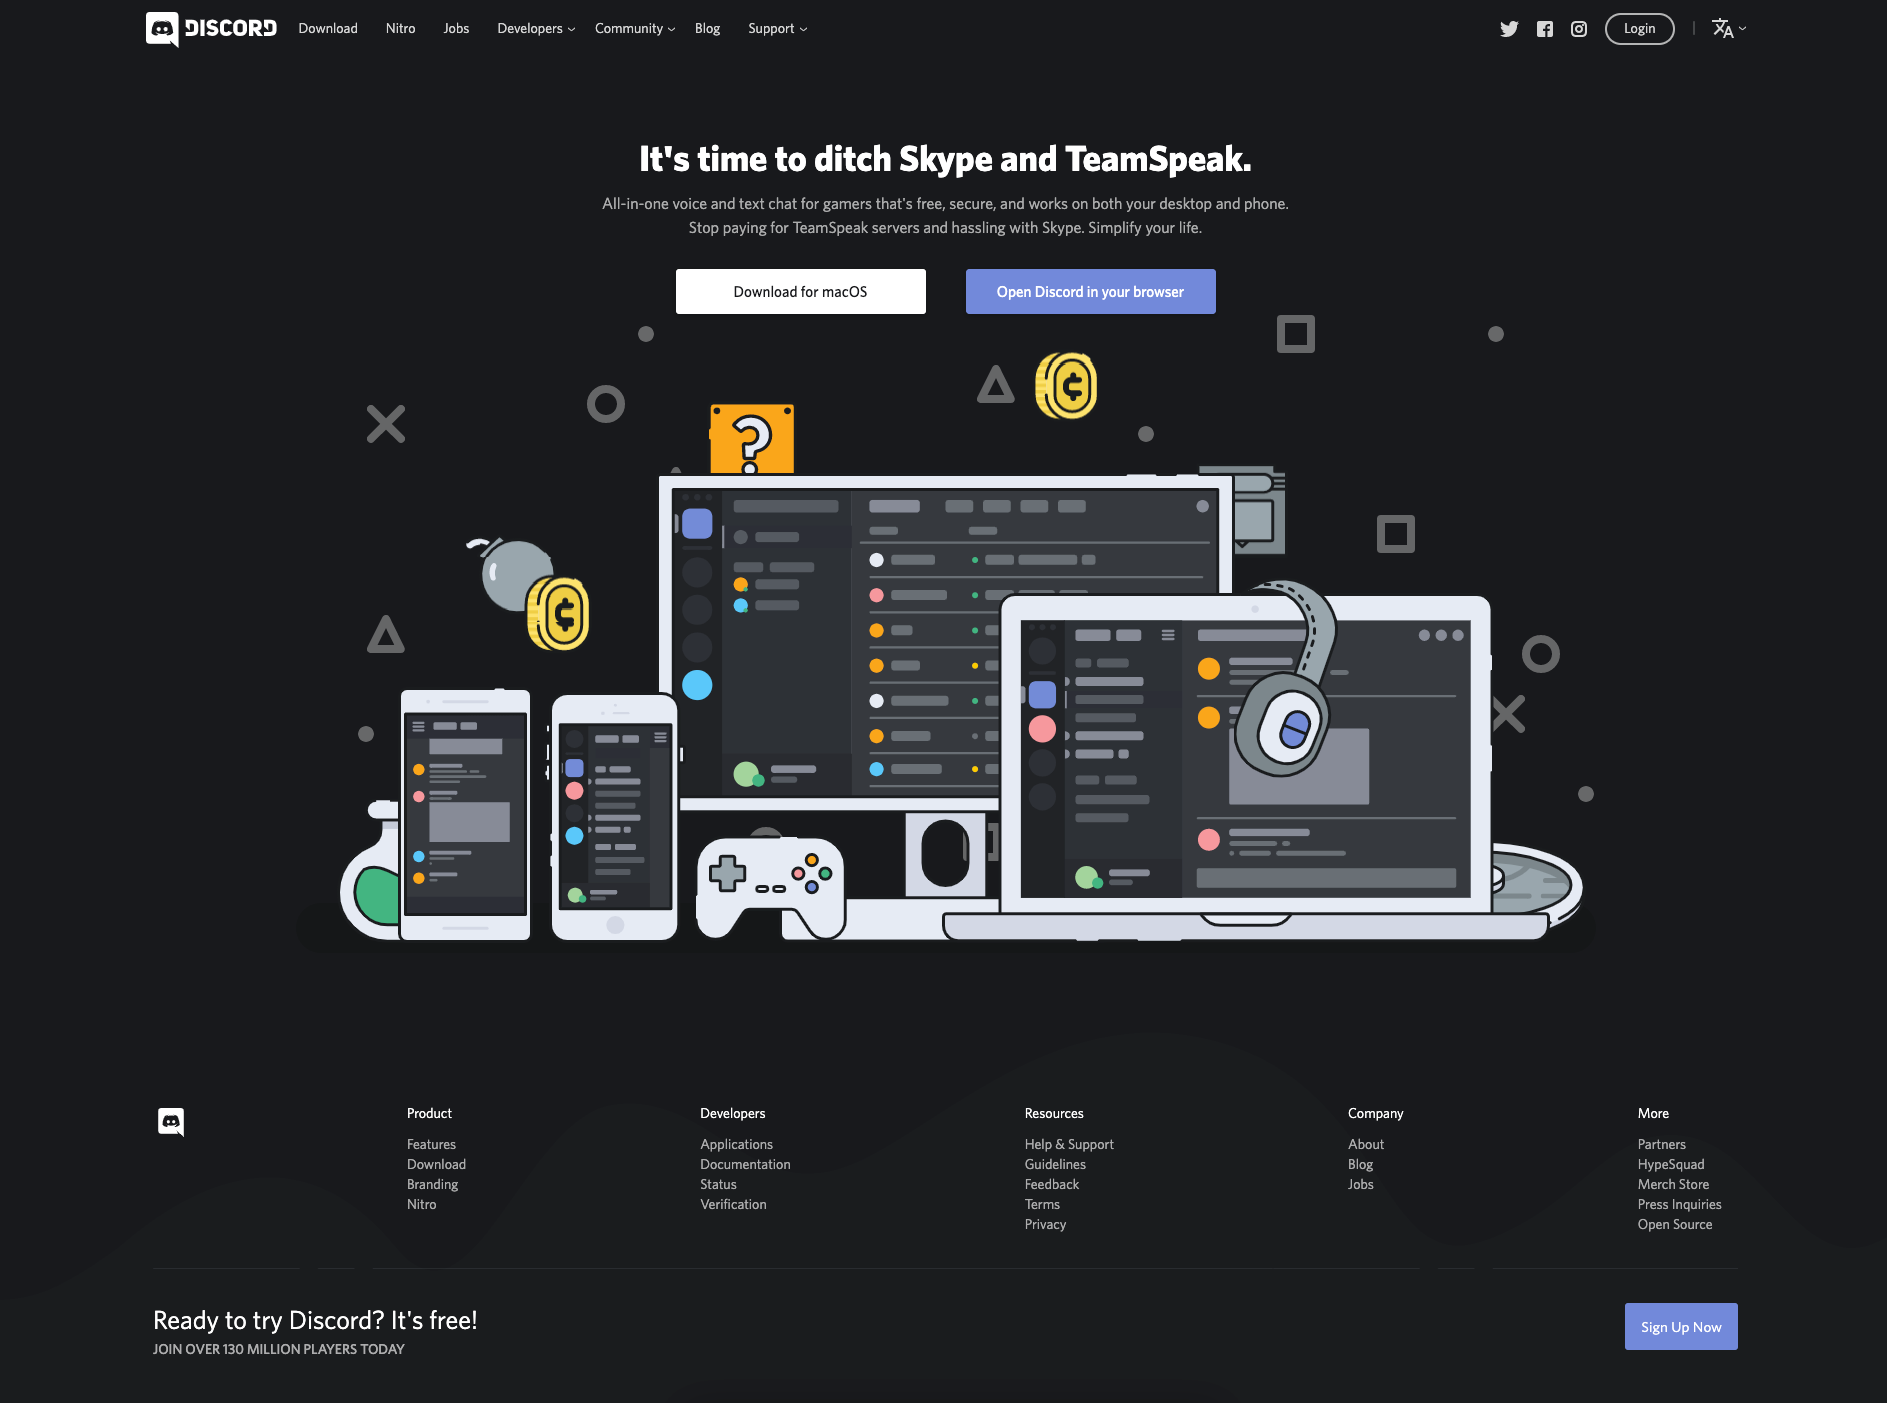 DISCORD Download Nitro Jobs Developers Community Blog Support Login
It's time to ditch Skype and TeamSpeak.
All-in-one voice and text chat for gamers that's free, secure, and works on both your desktop and phone.
Stop paying for TeamSpeak servers and hassling with Skype. Simplify your life.
Download for macOS
Open Discord in your browser
?
Product
Features
Download
Branding
Nitro
Developers
Applications
Documentation
Status
Verification
Resources
Help & Support
Guidelines
Feedback
Terms
Privacy
Company
About
Blog
Jobs
More
Partners
HypeSquad
Merch Store
Press Inquiries
Open Source
Ready to try Discord? It's free!
JOIN OVER 130 MILLION PLAYERS TODAY
Sign Up Now